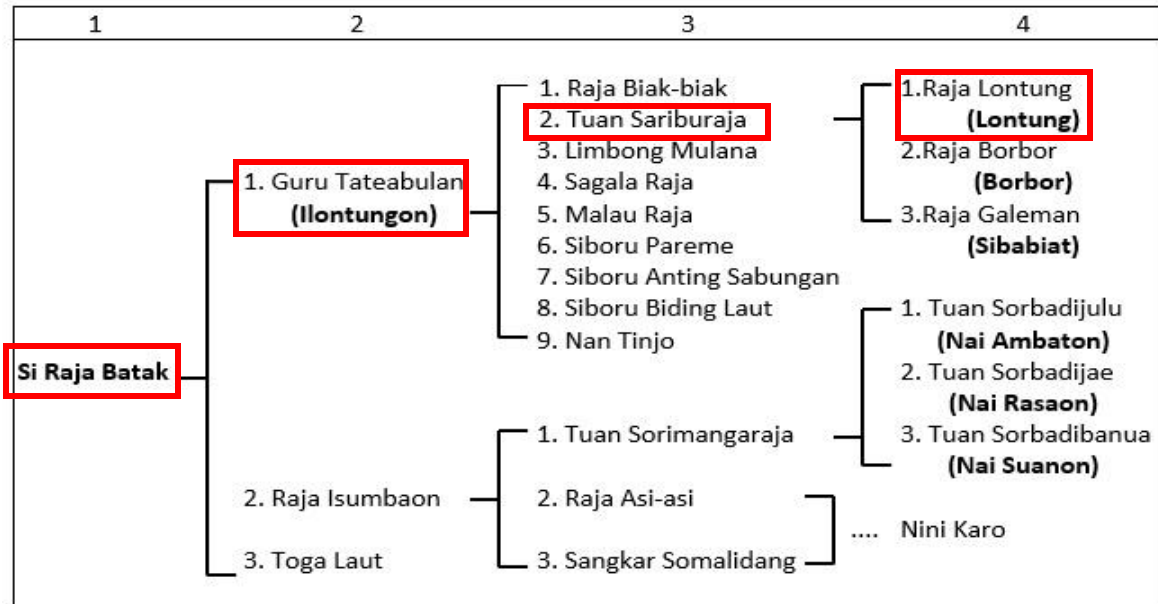 1 2 3 4
1. Raja Biak-biak
2. Tuan Sariburaja
3. Limbong Mulana
4. Sagala Raja
5. Malau Raja
6. Siboru Pareme
7. Siboru Anting Sabungan
8. Siboru Biding Laut
9. Nan Tinjo
1.Raja Lontung
(Lontung)
2.Raja Borbor
(Borbor)
3.Raja Galeman
(Sibabiat)
1. Guru Tateabulan
(Ilontungon)
Si Raja Batak
1. Tuan Sorbadijulu
(Nai Ambaton)
2. Tuan Sorbadijae
(Nai Rasaon)
3. Tuan Sorbadibanua
(Nai Suanon)
1. Tuan Sorimangaraja
2. Raja Isumbaon
2. Raja Asi-asi
.... Nini Karo
3. Toga Laut
3. Sangkar Somalidang